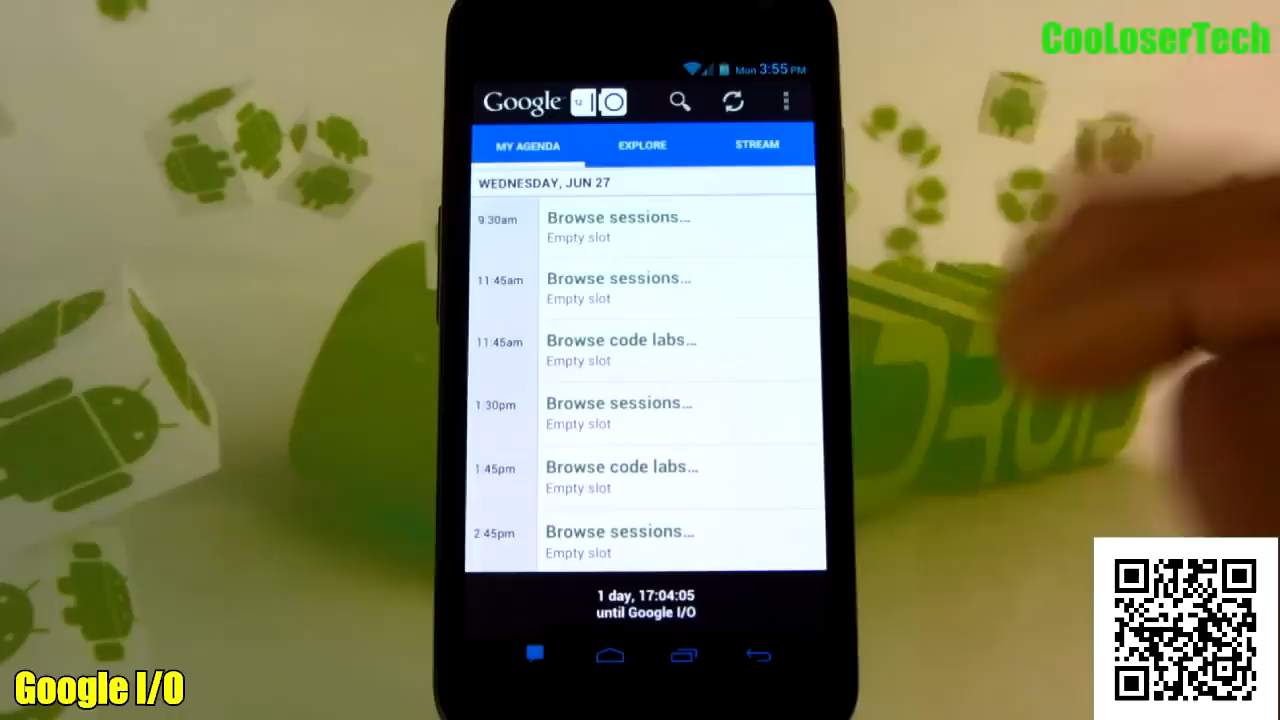 CooLoserTech
Mon 3:55 PM
Google 12 IO
MY AGENDA EXPLORE STREAM
WEDNESDAY, JUN 27
9:30am Browse sessions...
Empty slot
11:45am Browse sessions...
Empty slot
11:45am Browse code labs...
Empty slot
1:30pm Browse sessions...
Empty slot
1:45pm Browse code labs...
Empty slot
2:45pm Browse sessions...
Empty slot
1 day, 17:04:05
until Google I/O
Google I/O